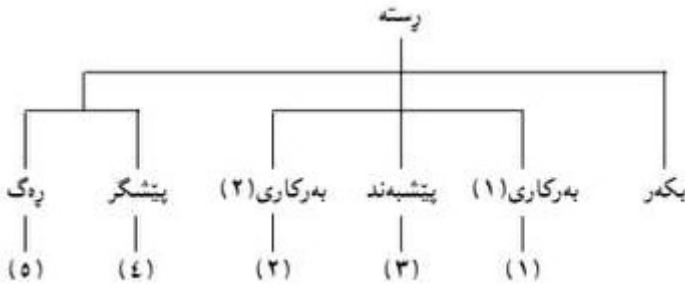 ڕستە
بکەر بەرکاری(١) پێشبەند بەرکاری(٢) پێشگر ڕەگ
(١) (٣) (٢) (٤) (٥)